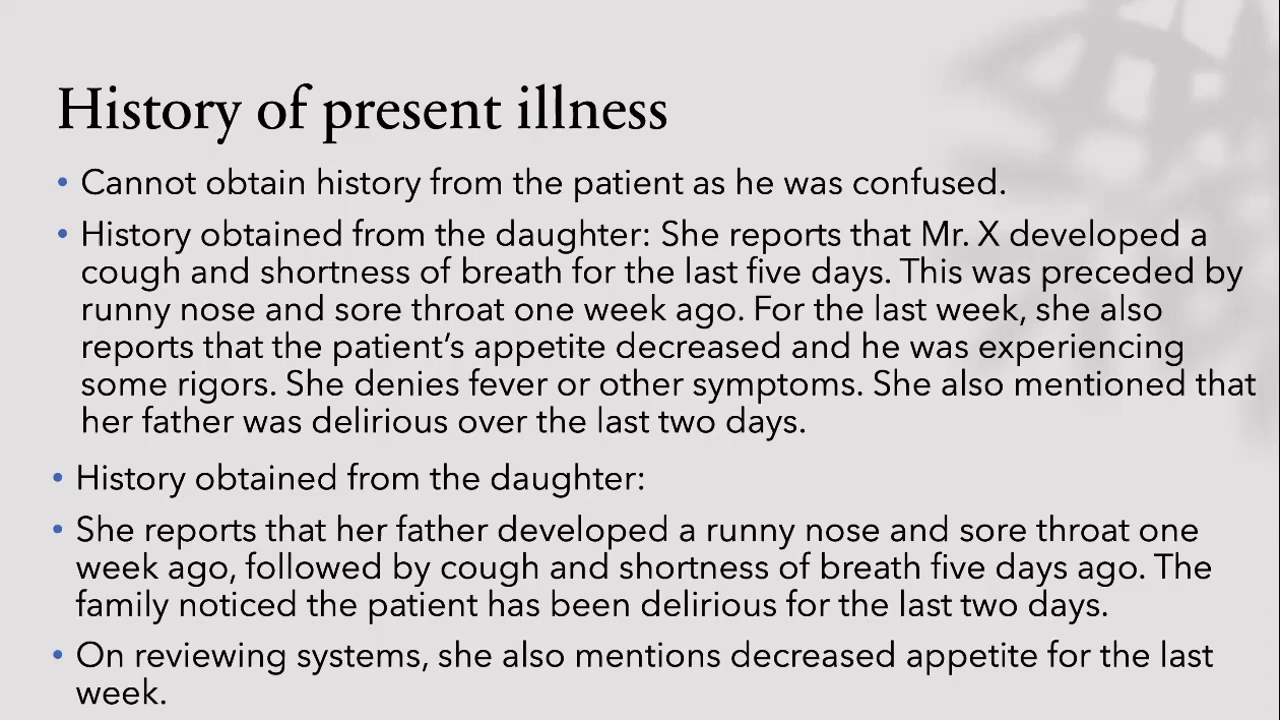 History of present illness
• Cannot obtain history from the patient as he was confused.
• History obtained from the daughter: She reports that Mr. X developed a
cough and shortness of breath for the last five days. This was preceded by
runny nose and sore throat one week ago. For the last week, she also
reports that the patient’s appetite decreased and he was experiencing
some rigors. She denies fever or other symptoms. She also mentioned that
her father was delirious over the last two days.
• History obtained from the daughter:
• She reports that her father developed a runny nose and sore throat one
week ago, followed by cough and shortness of breath five days ago. The
family noticed the patient has been delirious for the last two days.
• On reviewing systems, she also mentions decreased appetite for the last
week.